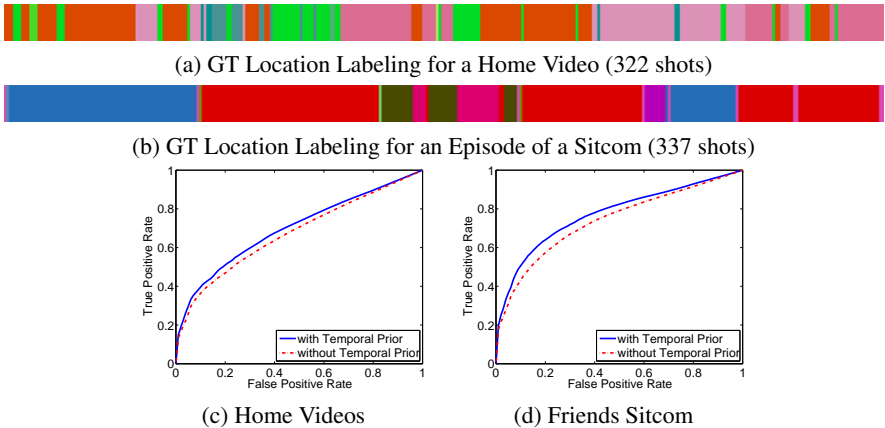 (a) GT Location Labeling for a Home Video (322 shots)
(b) GT Location Labeling for an Episode of a Sitcom (337 shots)
1
0.8
0.6
0.4
0.2
0
True Positive Rate
with Temporal Prior
without Temporal Prior
0 0.2 0.4 0.6 0.8 1
False Positive Rate
(c) Home Videos
1
0.8
0.6
0.4
0.2
0
True Positive Rate
with Temporal Prior
without Temporal Prior
0 0.2 0.4 0.6 0.8 1
False Positive Rate
(d) Friends Sitcom